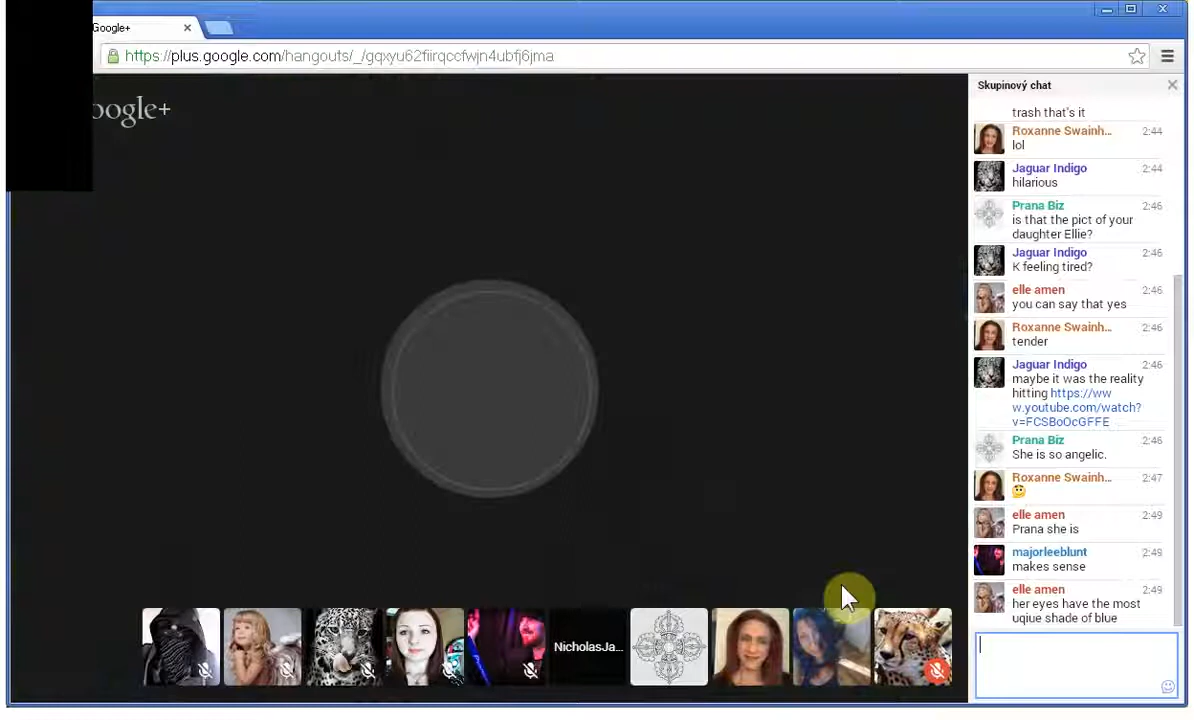 Google+
https://plus.google.com/hangouts/_/gqxyu62fiirqccfwjn4ubfj6jma
oogle+
Skupinový chat
trash that's it
Roxanne Swainh... 2:44
lol
Jaguar Indigo 2:44
hilarious
Prana Biz 2:46
is that the pict of your
daughter Ellie?
Jaguar Indigo 2:46
K feeling tired?
elle amen 2:46
you can say that yes
Roxanne Swainh... 2:46
tender
Jaguar Indigo 2:46
maybe it was the reality
hitting https://ww
w.youtube.com/watch?
v=FCSBoOcGFFE
Prana Biz 2:46
She is so angelic.
Roxanne Swainh... 2:47
elle amen 2:49
Prana she is
majorleeblunt 2:49
makes sense
elle amen 2:49
her eyes have the most
uqiue shade of blue
NicholasJa...